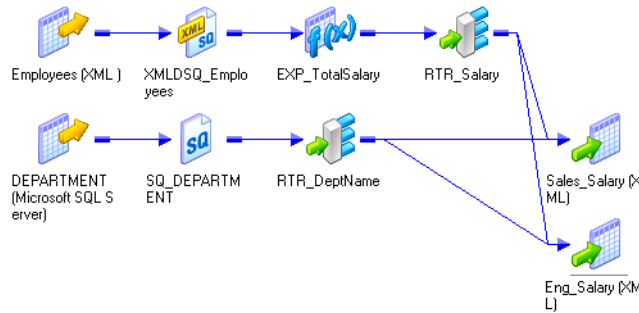 XML
SQ
f(x)
Employees (XML )
XMLDSQ_Emplo
yees
EXP_TotalSalary
RTR_Salary
SQ
DEPARTMENT
(Microsoft SQL S
erver)
SQ_DEPARTM
ENT
RTR_DeptName
Sales_Salary (X
ML)
Eng_Salary (XM
L)